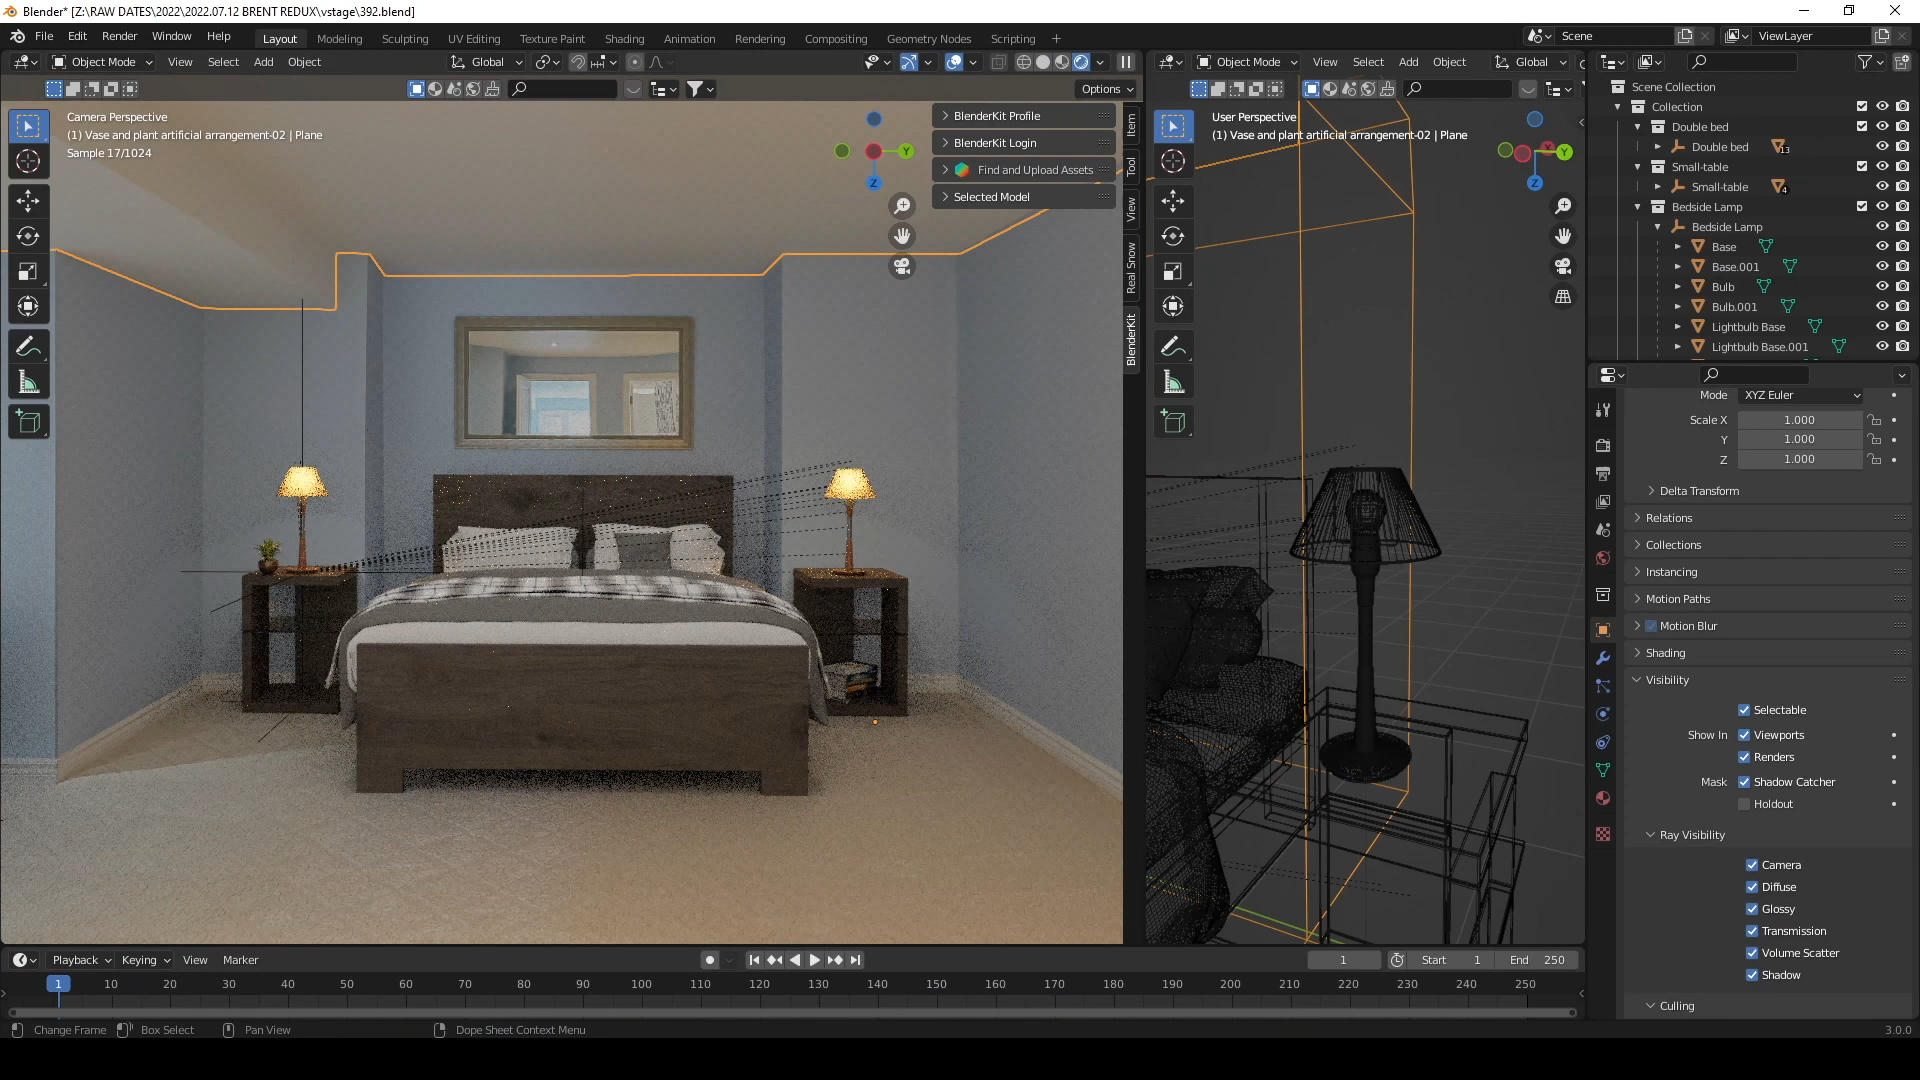 Blender* [Z:\RAW DATES\2022\2022.07.12 BRENT REDUX\vstage\392.blend]
File Edit Render Window Help Layout Modeling Sculpting UV Editing Texture Paint Shading Animation Rendering Compositing Geometry Nodes Scripting + Scene ViewLayer
Object Mode View Select Add Object Global Object Mode View Select Add Object Global
Options
Camera Perspective
(1) Vase and plant artificial arrangement-02 | Plane
Sample 17/1024
Y
Z
BlenderKit Profile
BlenderKit Login
Find and Upload Assets
Selected Model
Item
Tool
View
Real Snow
BlenderKit
User Perspective
(1) Vase and plant artificial arrangement-02 | Plane
X
Y
Z
Scene Collection
Collection
Double bed
Double bed 13
Small-table
Small-table 4
Bedside Lamp
Bedside Lamp
Base
Base.001
Bulb
Bulb.001
Lightbulb Base
Lightbulb Base.001
Mode XYZ Euler
Scale X 1.000
Y 1.000
Z 1.000
Delta Transform
Relations
Collections
Instancing
Motion Paths
Motion Blur
Shading
Visibility
Selectable
Show In Viewports
Renders
Mask Shadow Catcher
Holdout
Ray Visibility
Camera
Diffuse
Glossy
Transmission
Volume Scatter
Shadow
Culling
Playback Keying View Marker 1 Start 1 End 250
1 10 20 30 40 50 60 70 80 90 100 110 120 130 140 150 160 170 180 190 200 210 220 230 240 250
Change Frame Box Select Pan View Dope Sheet Context Menu 3.0.0